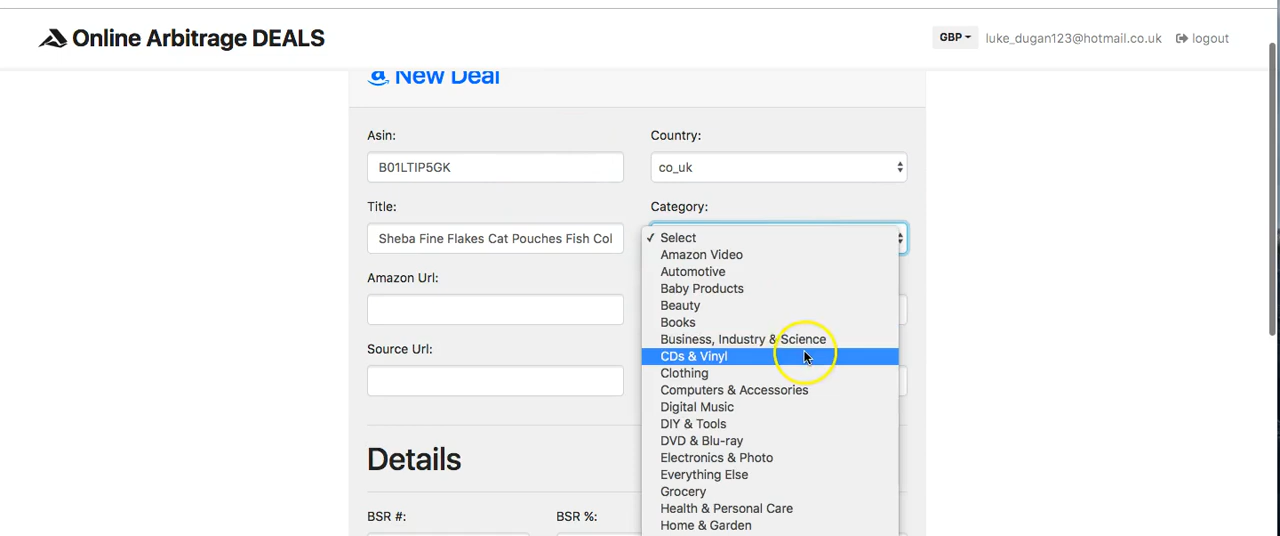 Online Arbitrage DEALS
GBP
luke_dugan123@hotmail.co.uk
logout
New Deal
Asin:
Country:
B01LTIP5GK
co_uk
Title:
Category:
Sheba Fine Flakes Cat Pouches Fish Col
✓ Select
Amazon Video
Automotive
Baby Products
Beauty
Books
Business, Industry & Science
CDs & Vinyl
Clothing
Computers & Accessories
Digital Music
DIY & Tools
DVD & Blu-ray
Electronics & Photo
Everything Else
Grocery
Health & Personal Care
Home & Garden
Amazon Url:
Source Url:
Details
BSR #:
BSR %: